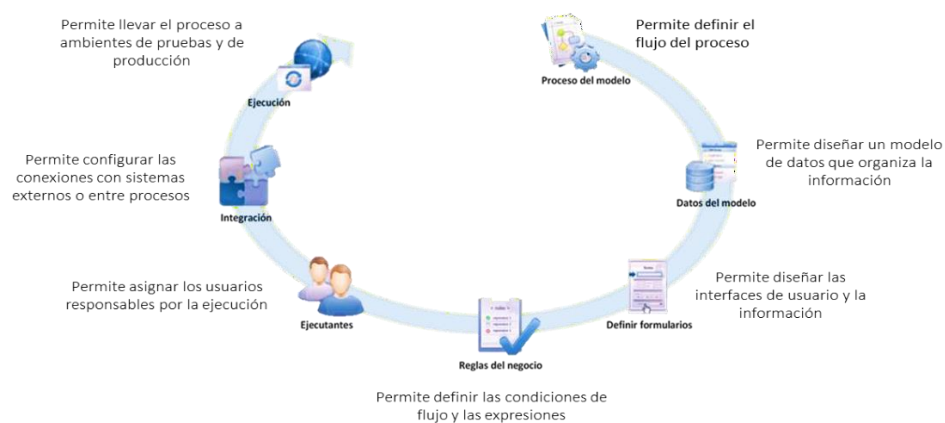 Permite definir el
flujo del proceso
Proceso del modelo
Permite diseñar un modelo
de datos que organiza la
información
Datos del modelo
Permite diseñar las
interfaces de usuario y la
información
Definir formularios
Reglas del negocio
Permite definir las condiciones de
flujo y las expresiones
Permite asignar los usuarios
responsables por la ejecución
Ejecutantes
Permite configurar las
conexiones con sistemas
externos o entre procesos
Integración
Permite llevar el proceso a
ambientes de pruebas y de
producción
Ejecución